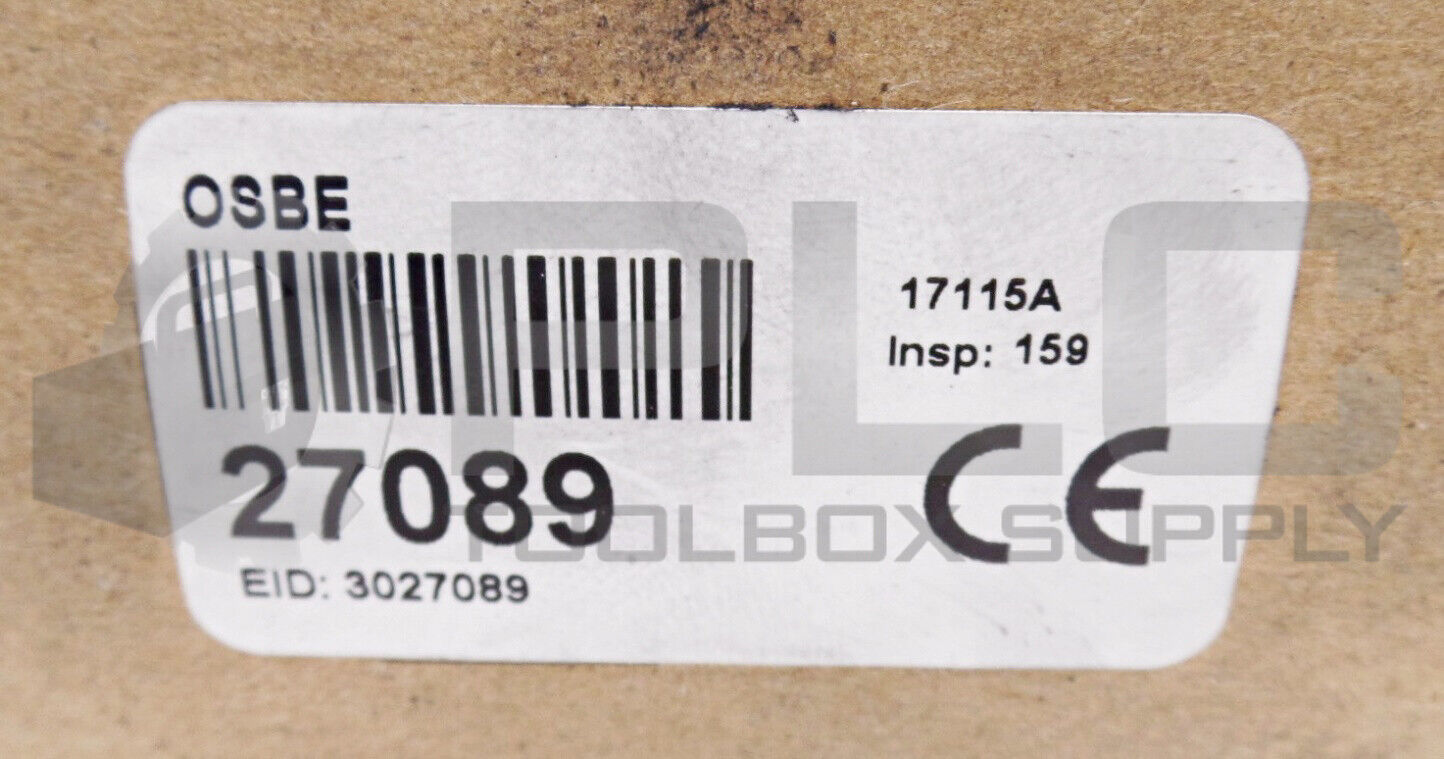 OSBE
17115A
Insp: 159
27089
CE
EID: 3027089
PLC
TOOLBOX SUPPLY